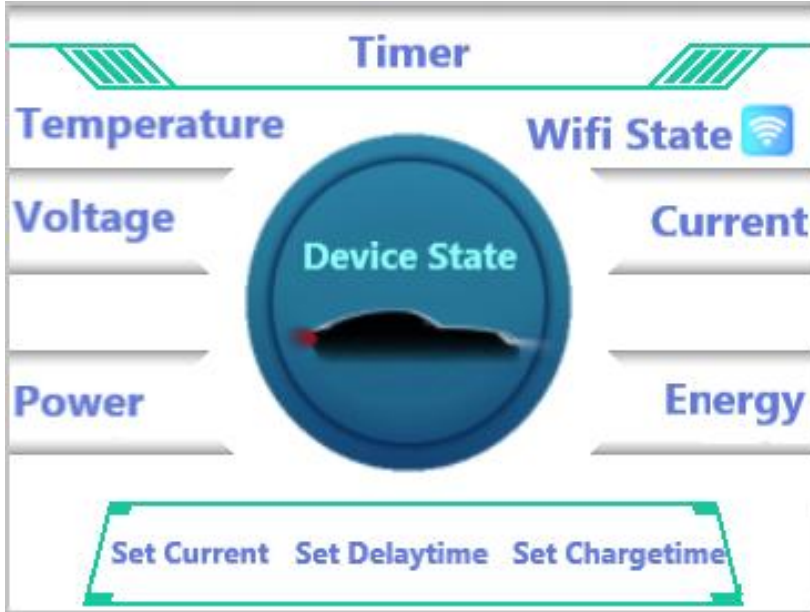 Timer
Temperature
Wifi State
Voltage
Current
Device State
Power
Energy
Set Current Set Delaytime Set Chargetime